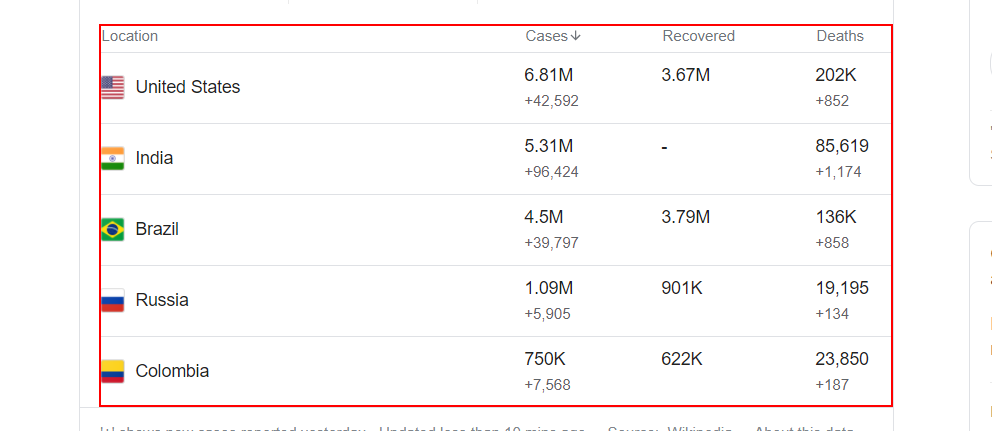 Location Cases↓ Recovered Deaths
6.81M 3.67M 202K
United States
+42,592 +852
5.31M - 85,619
India
+96,424 +1,174
4.5M 3.79M 136K
Brazil
+39,797 +858
1.09M 901K 19,195
Russia
+5,905 +134
750K 622K 23,850
Colombia
+7,568 +187